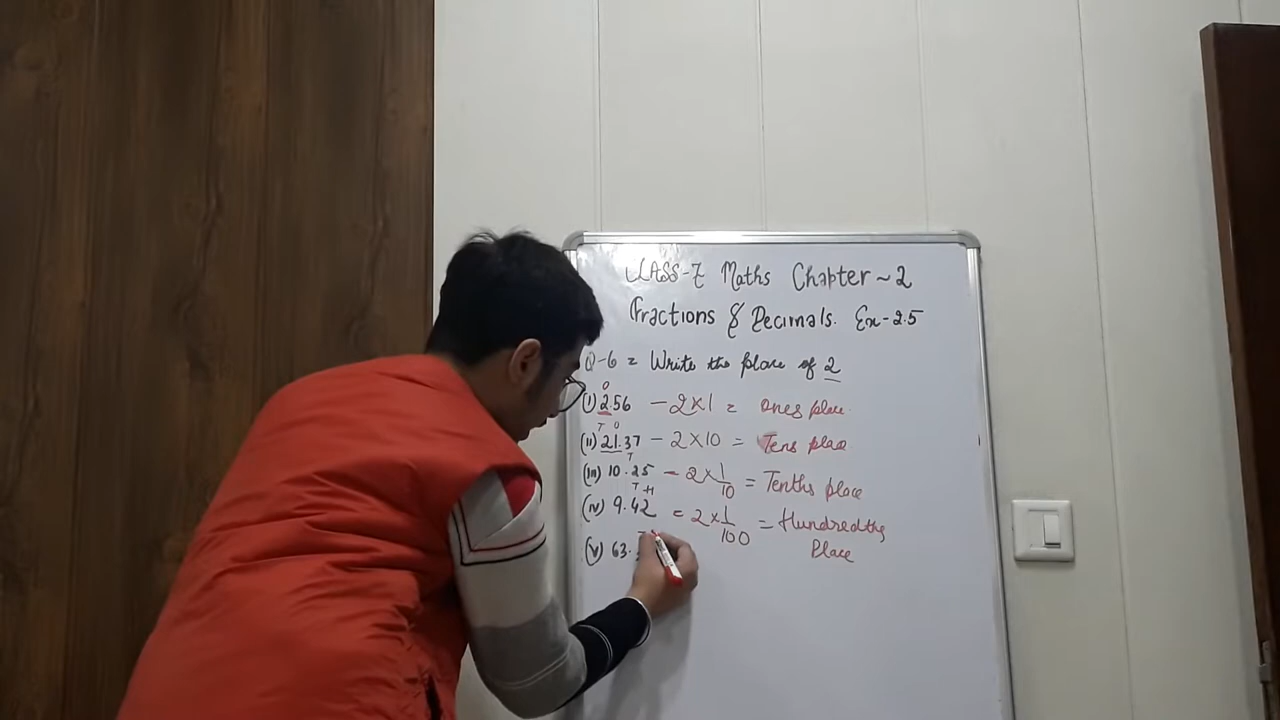 CLASS-7 Maths Chapter ~ 2
Fractions & Decimals. Ex-2.5
Q-6 = Write the place of 2
O
(i) 2.56 - 2×1 = Ones place.
T O
(ii) 21.37 - 2×10 = Tens place
T
(iii) 10.25 - 2×1/10 = Tenths place
T H
(iv) 9.42 = 2×1/100 = Hundredths
Place
T
(v) 63.